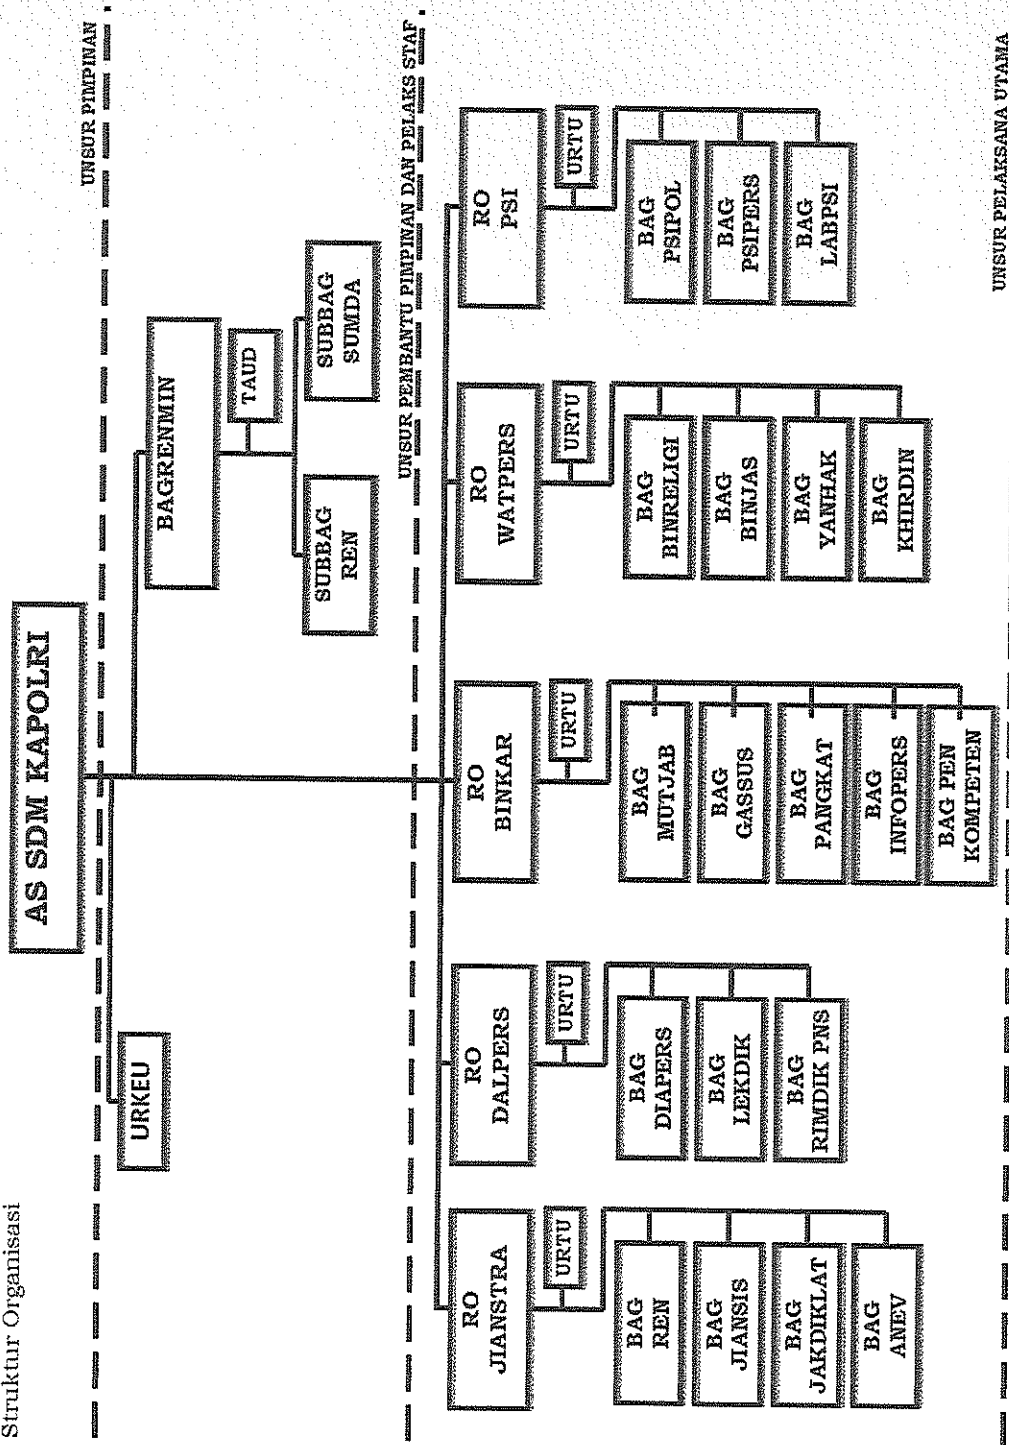 Struktur Organisasi
AS SDM KAPOLRI
UNSUR PIMPINAN
URKEU
BAGRENMIN
TAUD
SUBBAG
REN
SUBBAG
SUMDA
UNSUR PEMBANTU PIMPINAN DAN PELAKS STAF
RO
JIANSTRA
URTU
BAG
REN
BAG
JIANSIS
BAG
JAKDIKLAT
BAG
ANEV
RO
DALPERS
URTU
BAG
DIAPERS
BAG
LEKDIK
BAG
RIMDIK PNS
RO
BINKAR
URTU
BAG
MUTJAB
BAG
GASSUS
BAG
PANGKAT
BAG
INFOPERS
BAG PEN
KOMPETEN
RO
WATPERS
URTU
BAG
BINRELIGI
BAG
BINJAS
BAG
YANHAK
BAG
KHIRDIN
RO
PSI
URTU
BAG
PSIPOL
BAG
PSIPERS
BAG
LABPSI
UNSUR PELAKSANA UTAMA